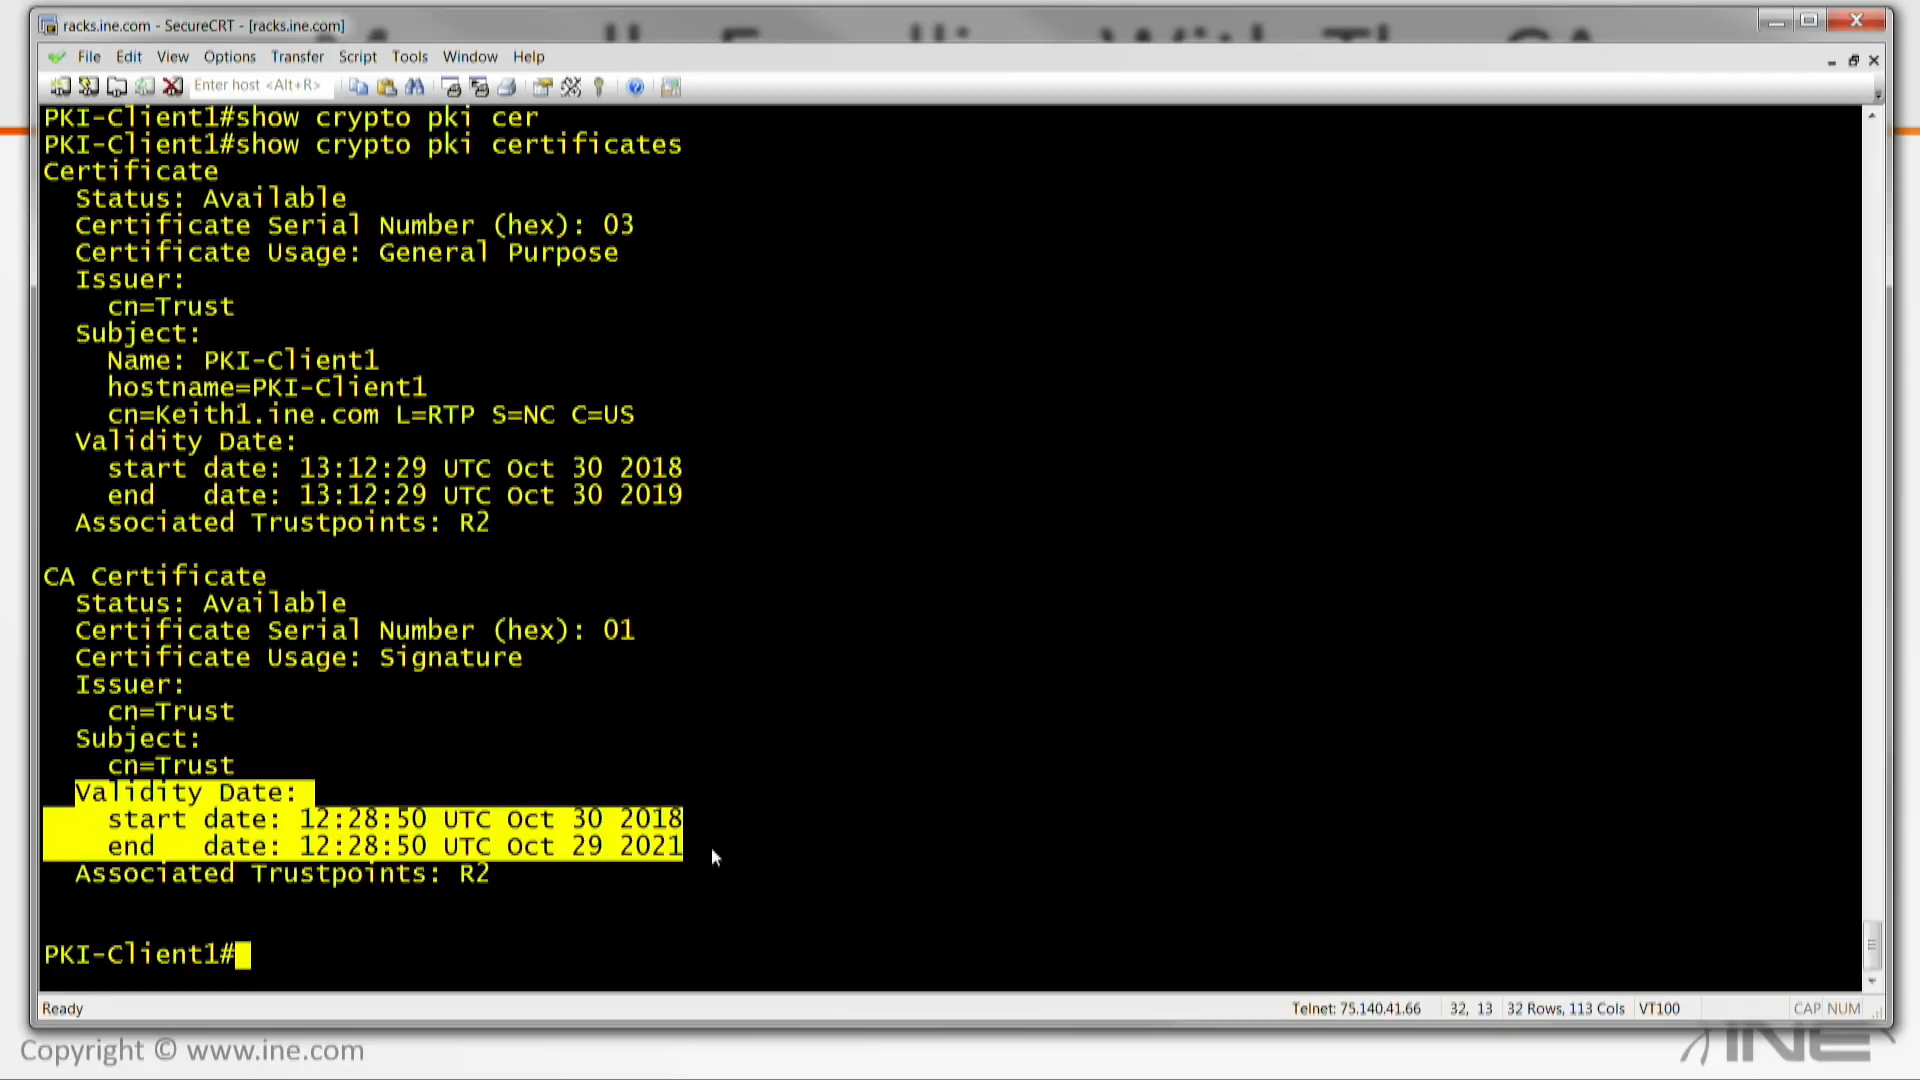 racks.ine.com - SecureCRT - [racks.ine.com]
File Edit View Options Transfer Script Tools Window Help
Enter host <Alt+R>
PKI-Client1#show crypto pki cer
PKI-Client1#show crypto pki certificates
Certificate
Status: Available
Certificate Serial Number (hex): 03
Certificate Usage: General Purpose
Issuer:
cn=Trust
Subject:
Name: PKI-Client1
hostname=PKI-Client1
cn=Keith1.ine.com L=RTP S=NC C=US
Validity Date:
start date: 13:12:29 UTC Oct 30 2018
end   date: 13:12:29 UTC Oct 30 2019
Associated Trustpoints: R2
CA Certificate
Status: Available
Certificate Serial Number (hex): 01
Certificate Usage: Signature
Issuer:
cn=Trust
Subject:
cn=Trust
Validity Date:
start date: 12:28:50 UTC Oct 30 2018
end   date: 12:28:50 UTC Oct 29 2021
Associated Trustpoints: R2
PKI-Client1#
Ready Telnet: 75.140.41.66 32, 13 32 Rows, 113 Cols VT100 CAP NUM
Copyright © www.ine.com INE